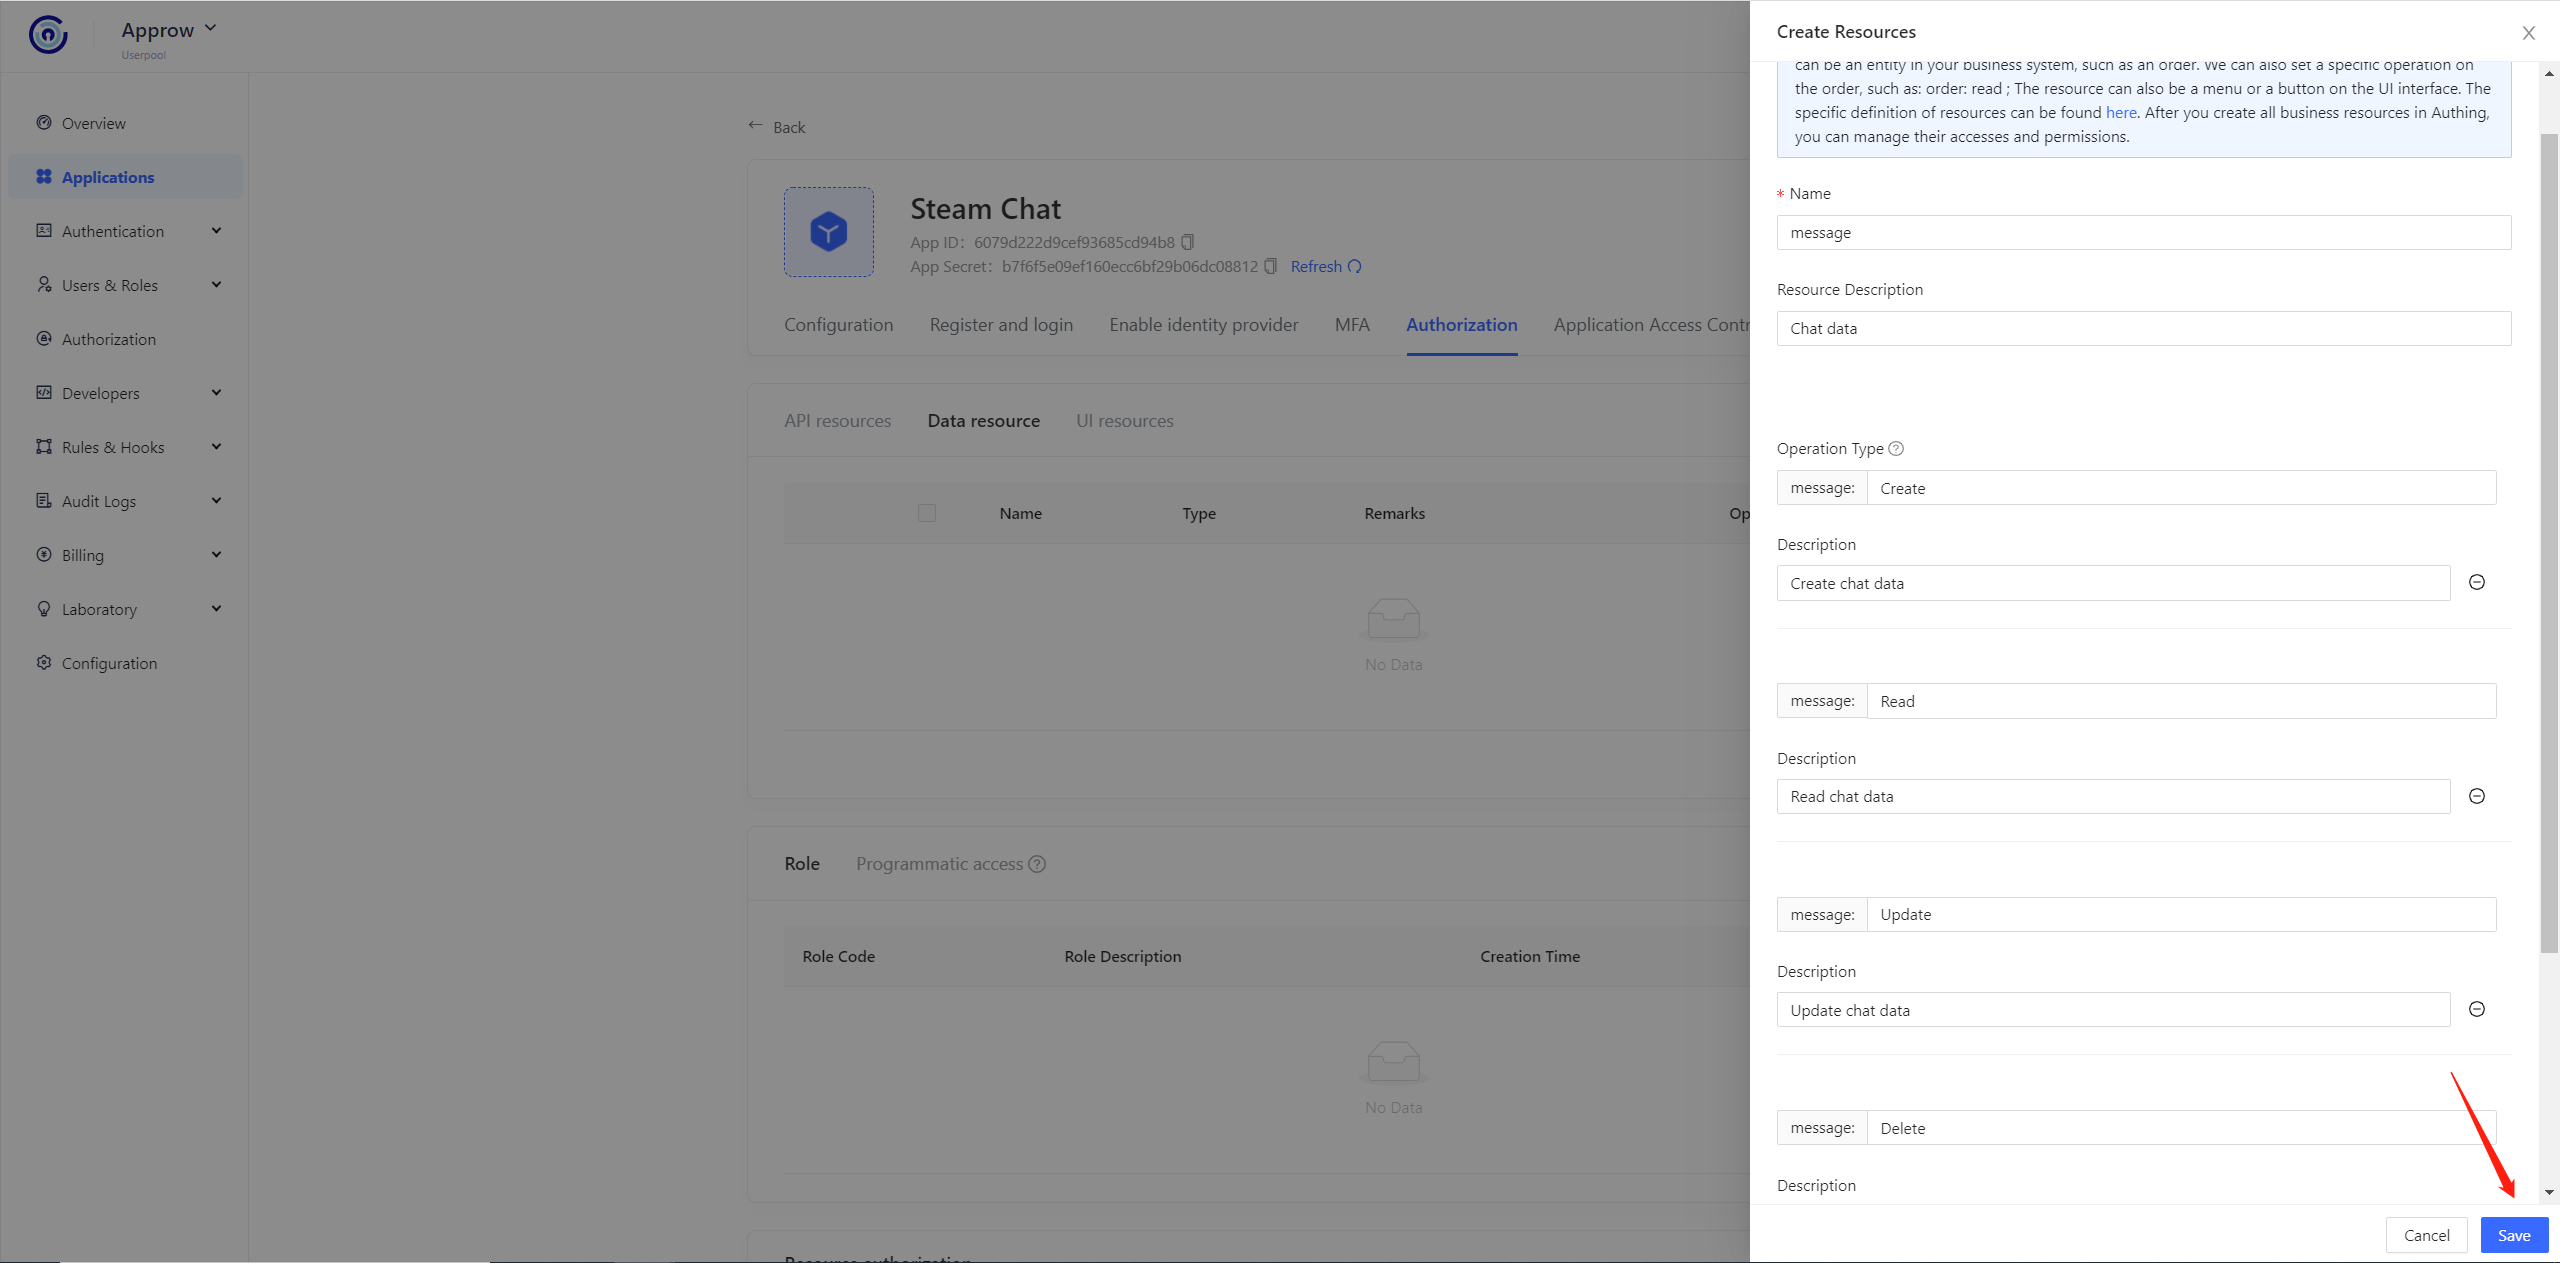 Approw
Userpool
Overview
Applications
Authentication
Users & Roles
Authorization
Developers
Rules & Hooks
Audit Logs
Billing
Laboratory
Configuration
Back
Steam Chat
App ID: 6079d222d9cef93685cd94b8
App Secret: b7f6f5e09ef160ecc6bf29b06dc08812 Refresh
Configuration Register and login Enable identity provider MFA Authorization Application Access Contr
API resources Data resource UI resources
Name Type Remarks Op
No Data
Role Programmatic access
Role Code Role Description Creation Time
No Data
Resource authorization
Create Resources
can be an entity in your business system, such as an order. We can also set a specific operation on
the order, such as: order: read ; The resource can also be a menu or a button on the UI interface. The
specific definition of resources can be found here. After you create all business resources in Authing,
you can manage their accesses and permissions.
* Name
message
Resource Description
Chat data
Operation Type
message: Create
Description
Create chat data
message: Read
Description
Read chat data
message: Update
Description
Update chat data
message: Delete
Description
Cancel Save